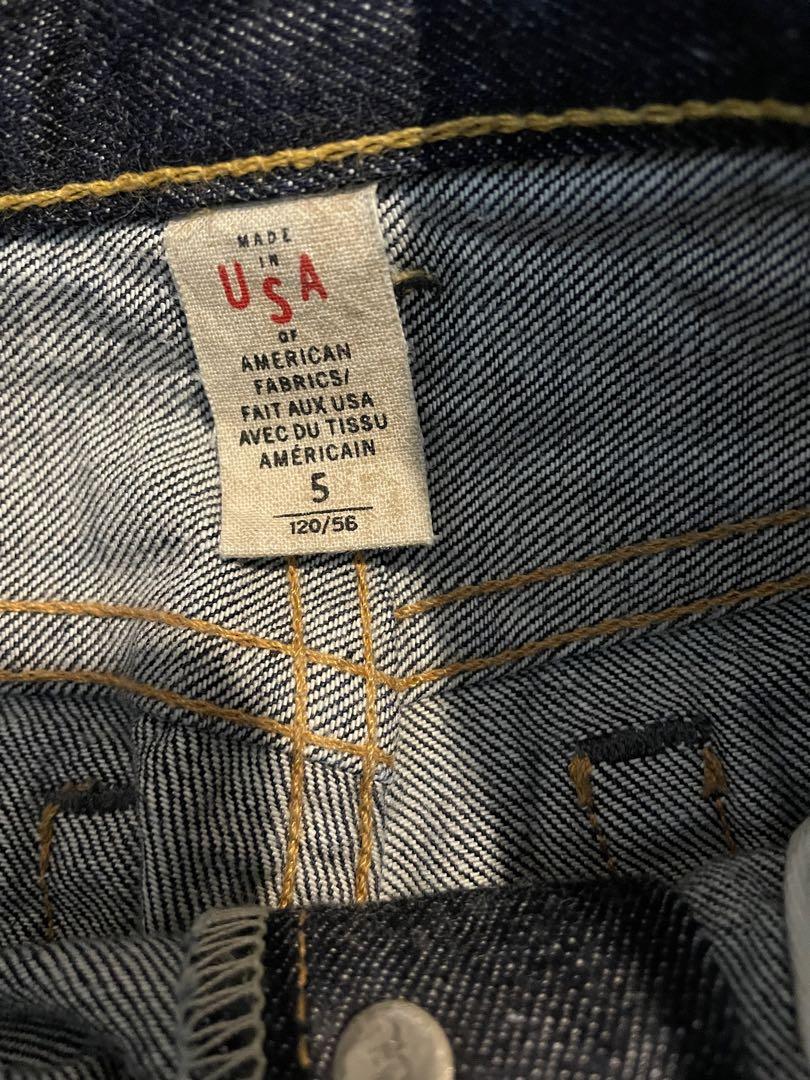 MADE
IN
USA
OF
AMERICAN
FABRICS/
FAIT AUX USA
AVEC DU TISSU
AMÉRICAIN
5
120/56